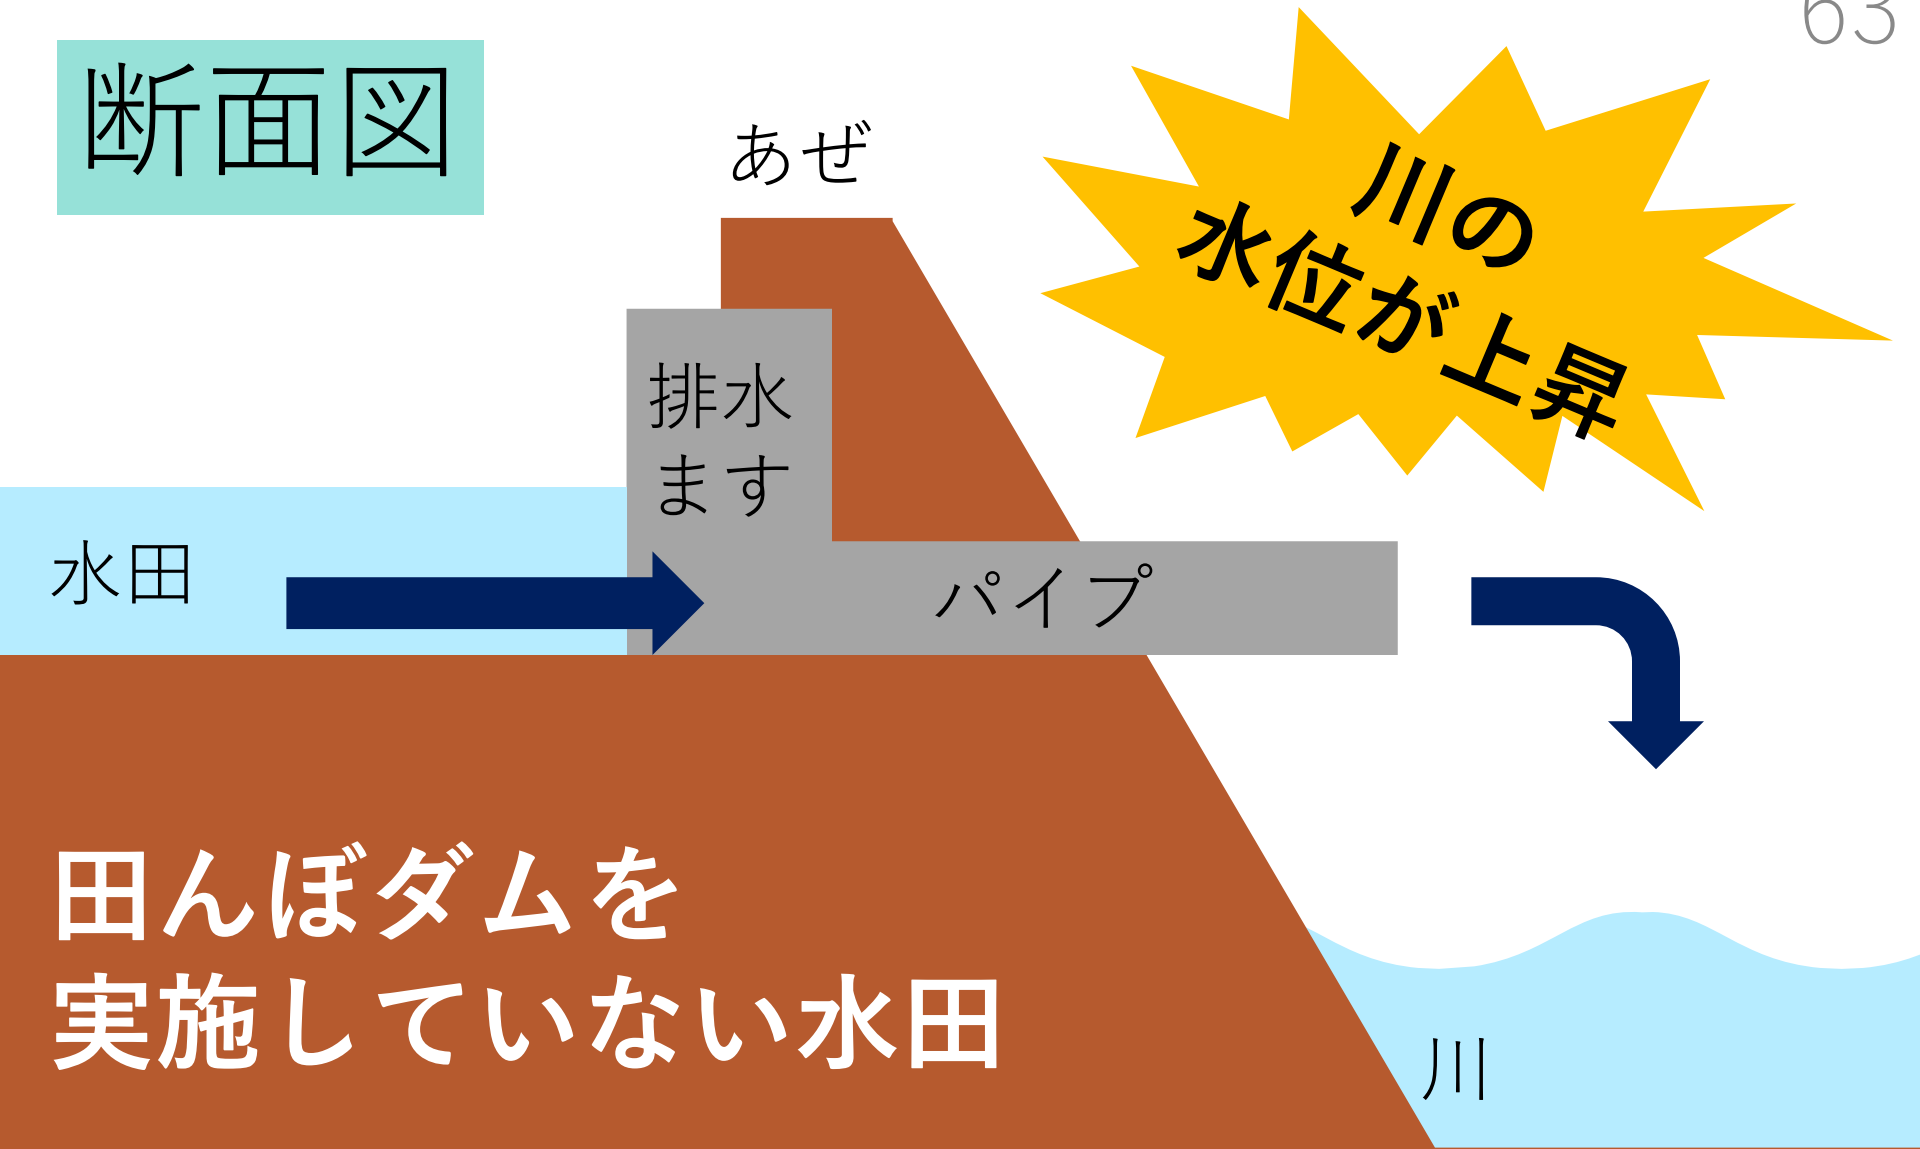 63
断面図
あぜ
川の
水位が上昇
排水
ます
水田
パイプ
田んぼダムを
実施していない水田
川